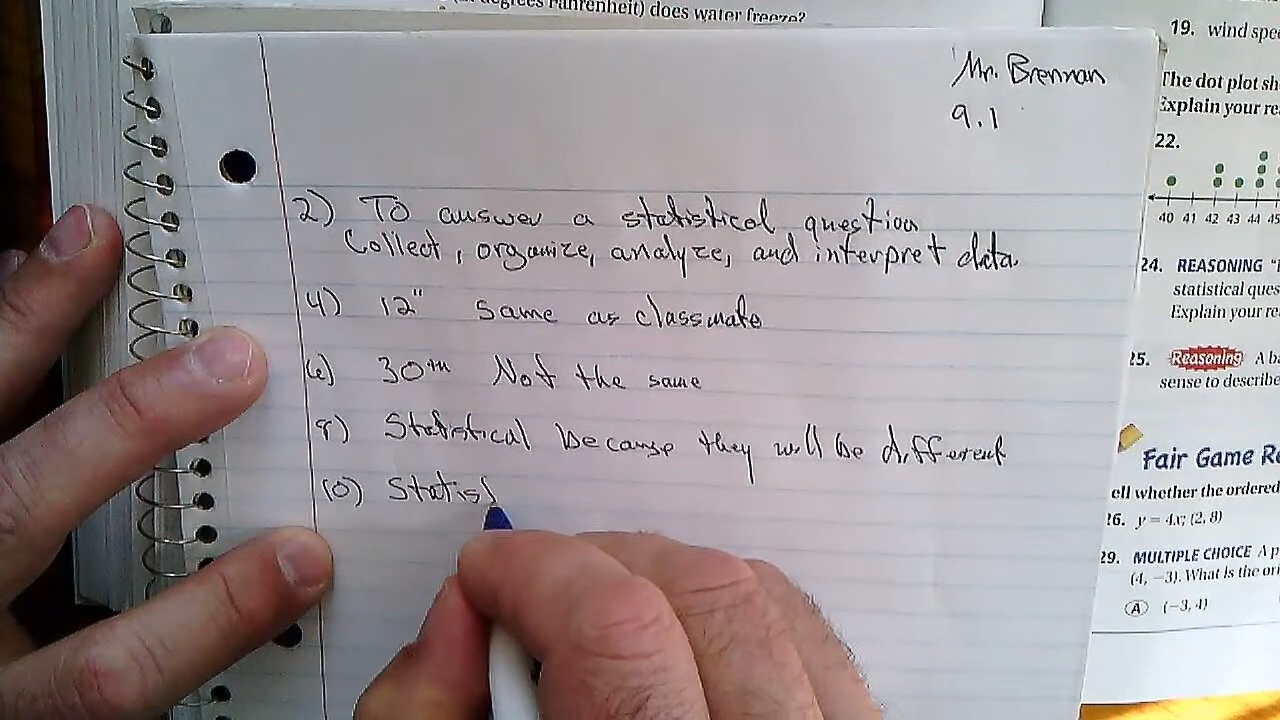 degrees Fahrenheit) does water freeze?
Mr. Brennan
9.1
2) To answer a statistical question
Collect, organize, analyze, and interpret data.
4) 12" Same as classmate
6) 30 Not the same
8) Statistical because they will be different
10) Statist
19. wind spe
The dot plot sh
Explain your re
22.
40 41 42 43 44 45
24. REASONING
statistical ques
Explain your re
25. Reasoning A ba
sense to describe
Fair Game Re
ell whether the ordered
26. y = 4x; (2, 8)
29. MULTIPLE CHOICE A p
(4, −3). What is the ori
A (−3, 4)